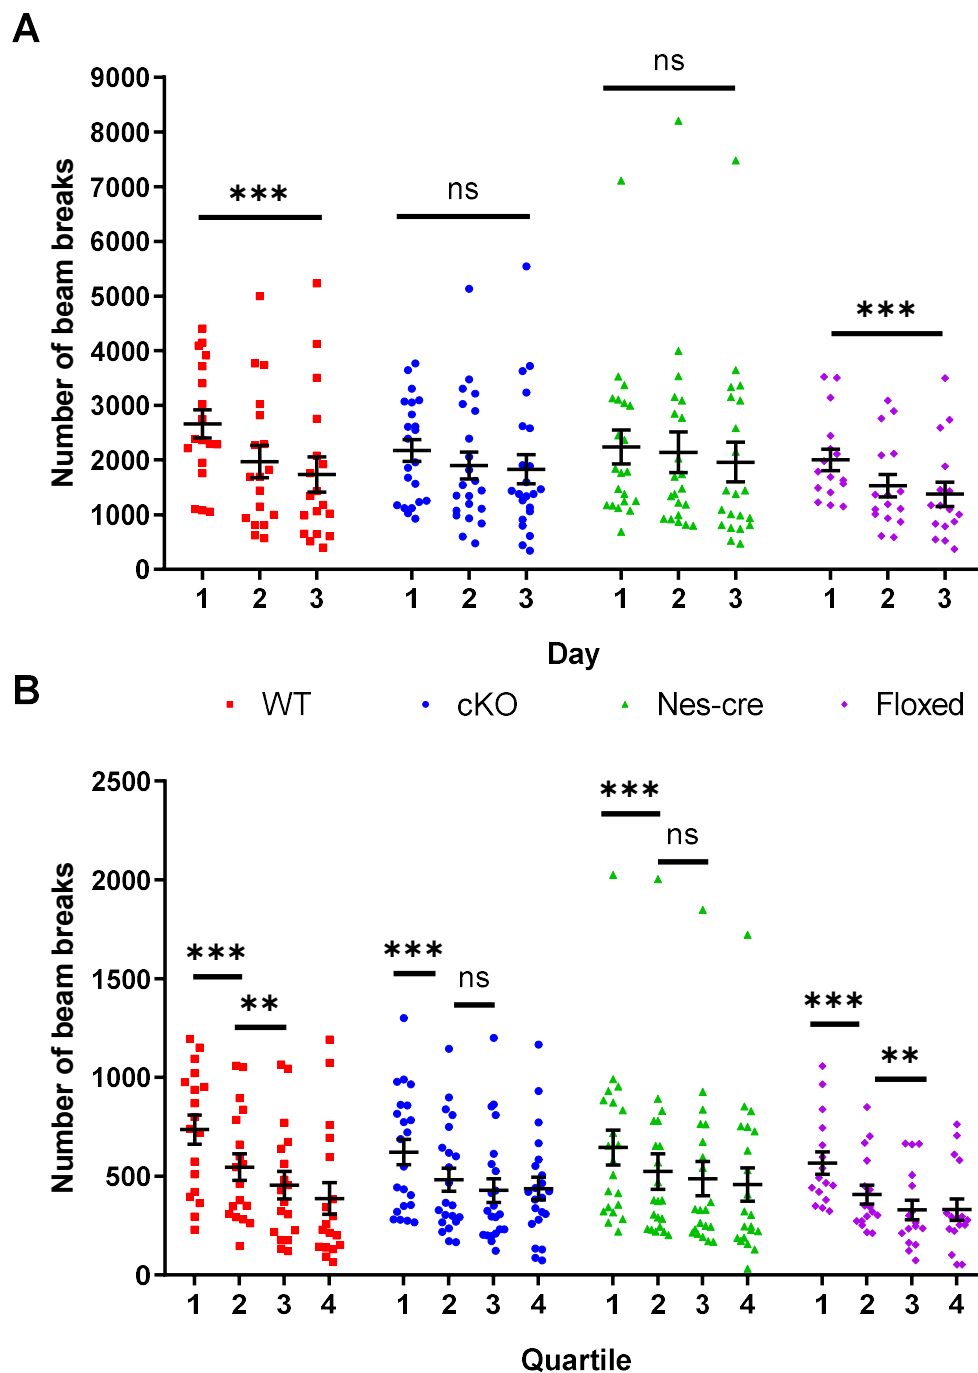 A
ns
9000
8000
7000
*** ns
6000
5000
***
4000
3000
2000
1000
0
Number of beam breaks
1 2 3 1 2 3 1 2 3 1 2 3
Day
B
WT cKO Nes-cre Floxed
2500
***
ns
2000
*** ***
ns
1500
** ***
**
1000
500
0
Number of beam breaks
1 2 3 4 1 2 3 4 1 2 3 4 1 2 3 4
Quartile